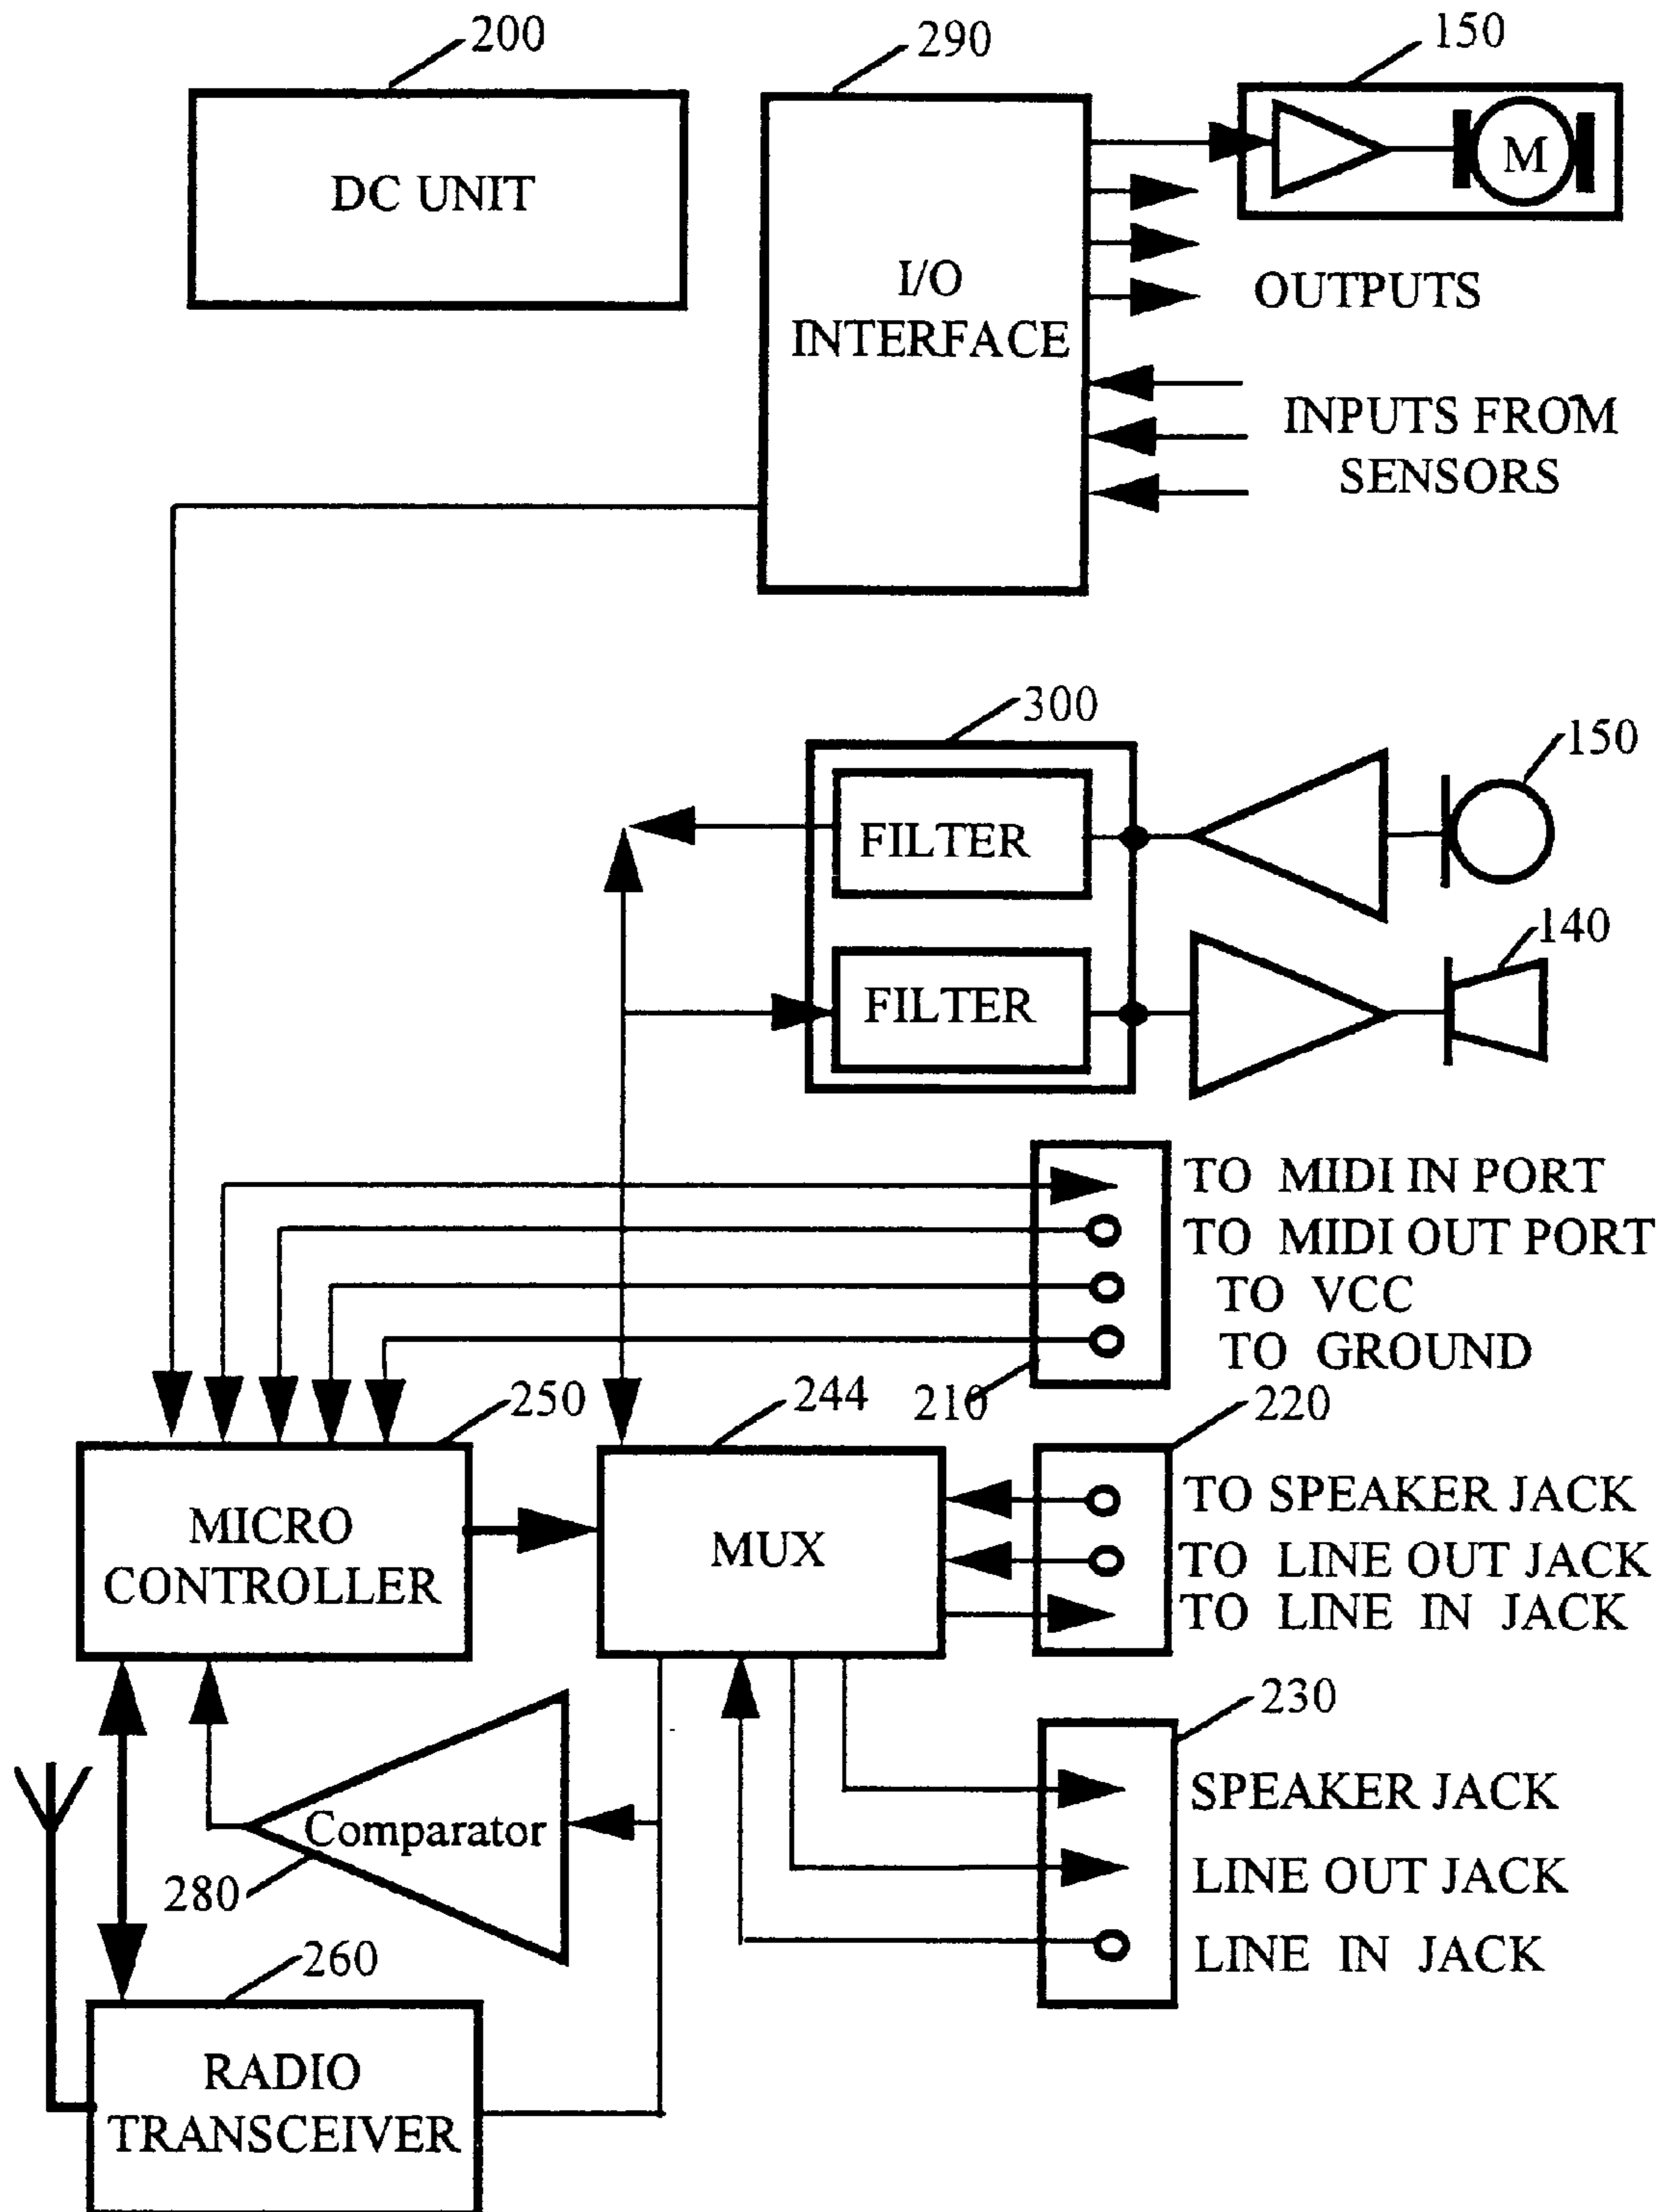 200
290
150
DC UNIT
M
I/O
INTERFACE
OUTPUTS
INPUTS FROM
SENSORS
300
150
FILTER
140
FILTER
TO MIDI IN PORT
TO MIDI OUT PORT
TO VCC
TO GROUND
210
250
244
220
MICRO
CONTROLLER
MUX
TO SPEAKER JACK
TO LINE OUT JACK
TO LINE IN JACK
230
SPEAKER JACK
Comparator
LINE OUT JACK
280
LINE IN JACK
260
RADIO
TRANSCEIVER